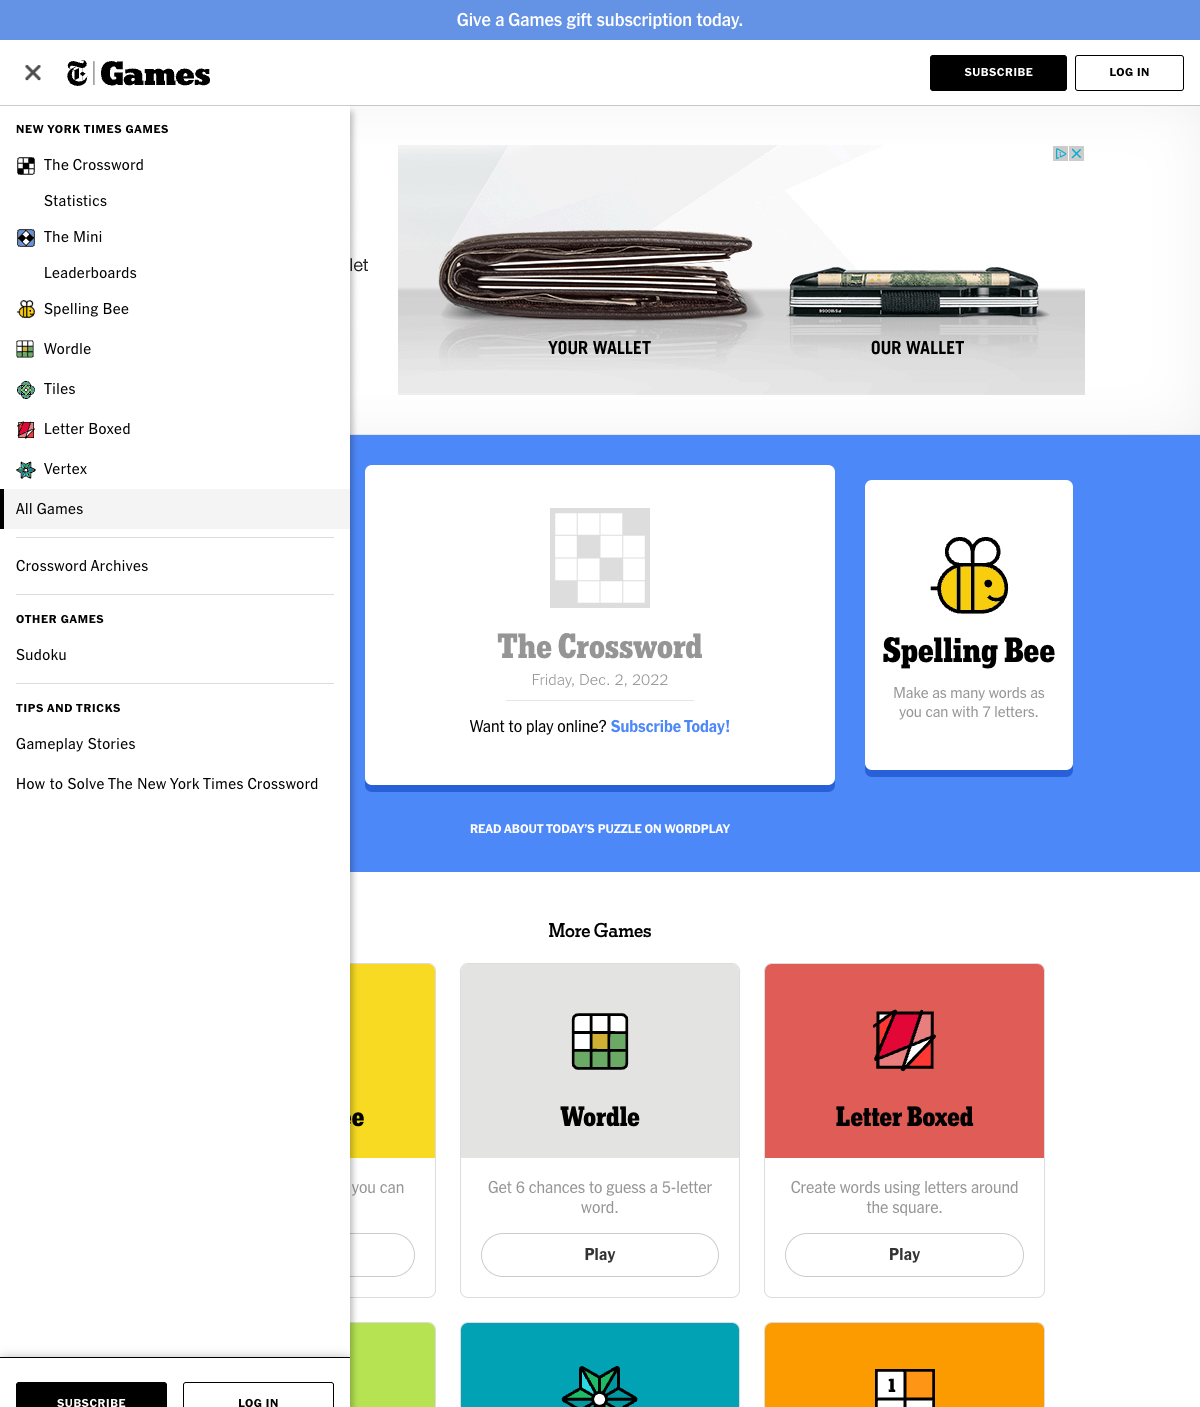 Give a Games gift subscription today.
Games
SUBSCRIBE
LOG IN
NEW YORK TIMES GAMES
The Crossword
Statistics
The Mini
Leaderboards
Spelling Bee
Wordle
Tiles
Letter Boxed
Vertex
All Games
Crossword Archives
OTHER GAMES
Sudoku
TIPS AND TRICKS
Gameplay Stories
How to Solve The New York Times Crossword
SUBSCRIBE
LOG IN
let
YOUR WALLET
OUR WALLET
The Crossword
Friday, Dec. 2, 2022
Want to play online? Subscribe Today!
Spelling Bee
Make as many words as
you can with 7 letters.
READ ABOUT TODAY'S PUZZLE ON WORDPLAY
More Games
e
you can
Wordle
Get 6 chances to guess a 5-letter
word.
Play
Letter Boxed
Create words using letters around
the square.
Play
1